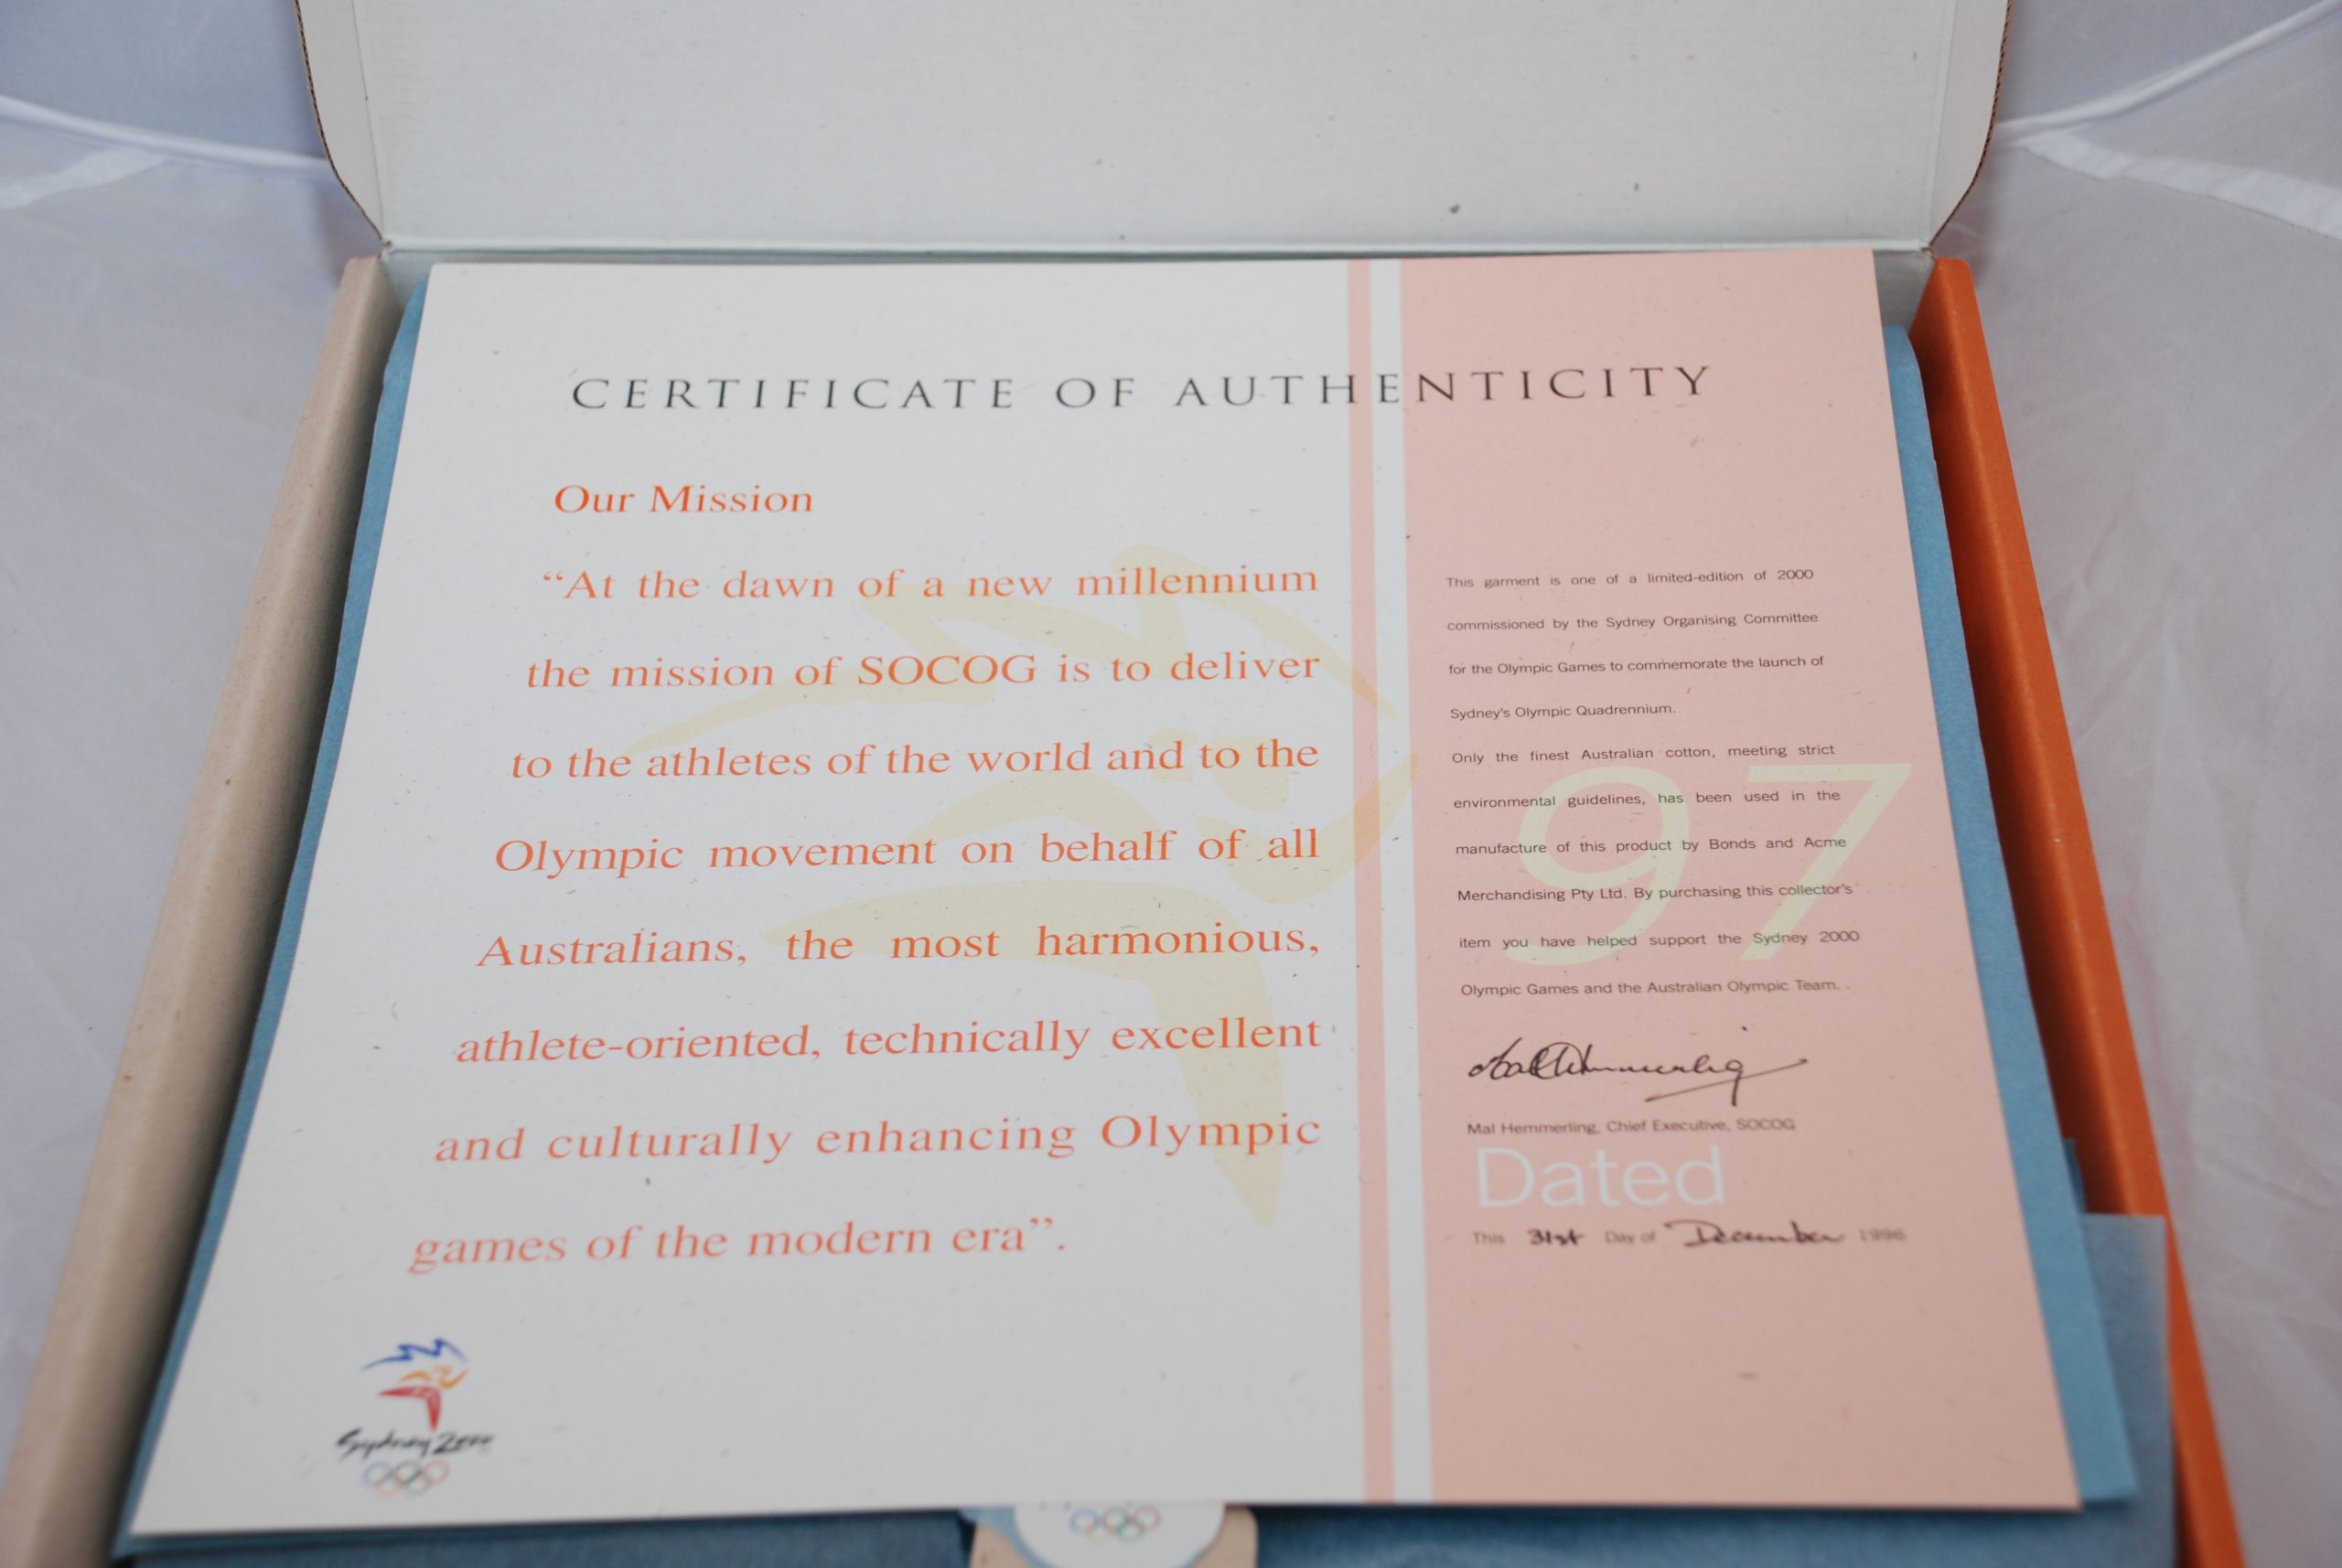 CERTIFICATE OF AUTHENTICITY
Our Mission
“At the dawn of a new millennium
the mission of SOCOG is to deliver
to the athletes of the world and to the
Olympic movement on behalf of all
Australians, the most harmonious,
athlete-oriented, technically excellent
and culturally enhancing Olympic
games of the modern era”.
Sydney 2000
This garment is one of a limited-edition of 2000
commissioned by the Sydney Organising Committee
for the Olympic Games to commemorate the launch of
Sydney's Olympic Quadrennium.
Only the finest Australian cotton, meeting strict
environmental guidelines, has been used in the
manufacture of this product by Bonds and Acme
Merchandising Pty Ltd. By purchasing this collector's
item you have helped support the Sydney 2000
Olympic Games and the Australian Olympic Team.
97
Mal Hemmerling
Mal Hemmerling, Chief Executive, SOCOG
Dated
This 31st Day of December 1996